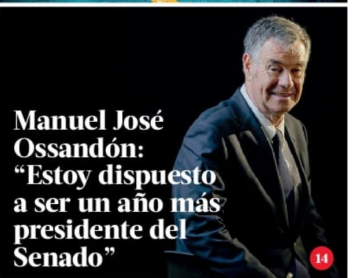 Manuel José
Ossandón:
“Estoy dispuesto
a ser un año más
presidente del
Senado”
14